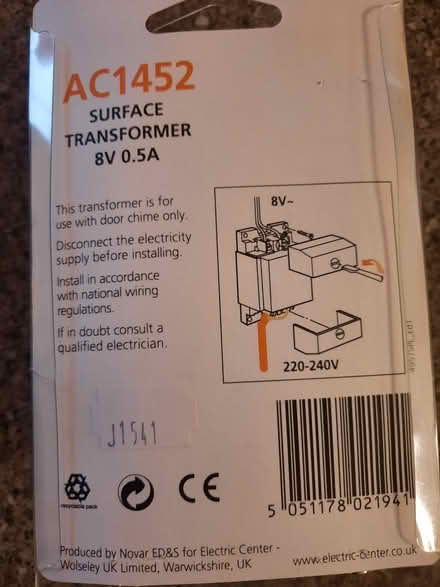 AC1452
SURFACE
TRANSFORMER
8V 0.5A
This transformer is for
use with door chime only.
Disconnect the electricity
supply before installing.
Install in accordance
with national wiring
regulations.
If in doubt consult a
qualified electrician.
8V~
220-240V
J1541
recyclable pack
CE
5 051178 021941
Produced by Novar ED&S for Electric Center -
Wolseley UK Limited, Warwickshire, UK
www.electric-center.co.uk